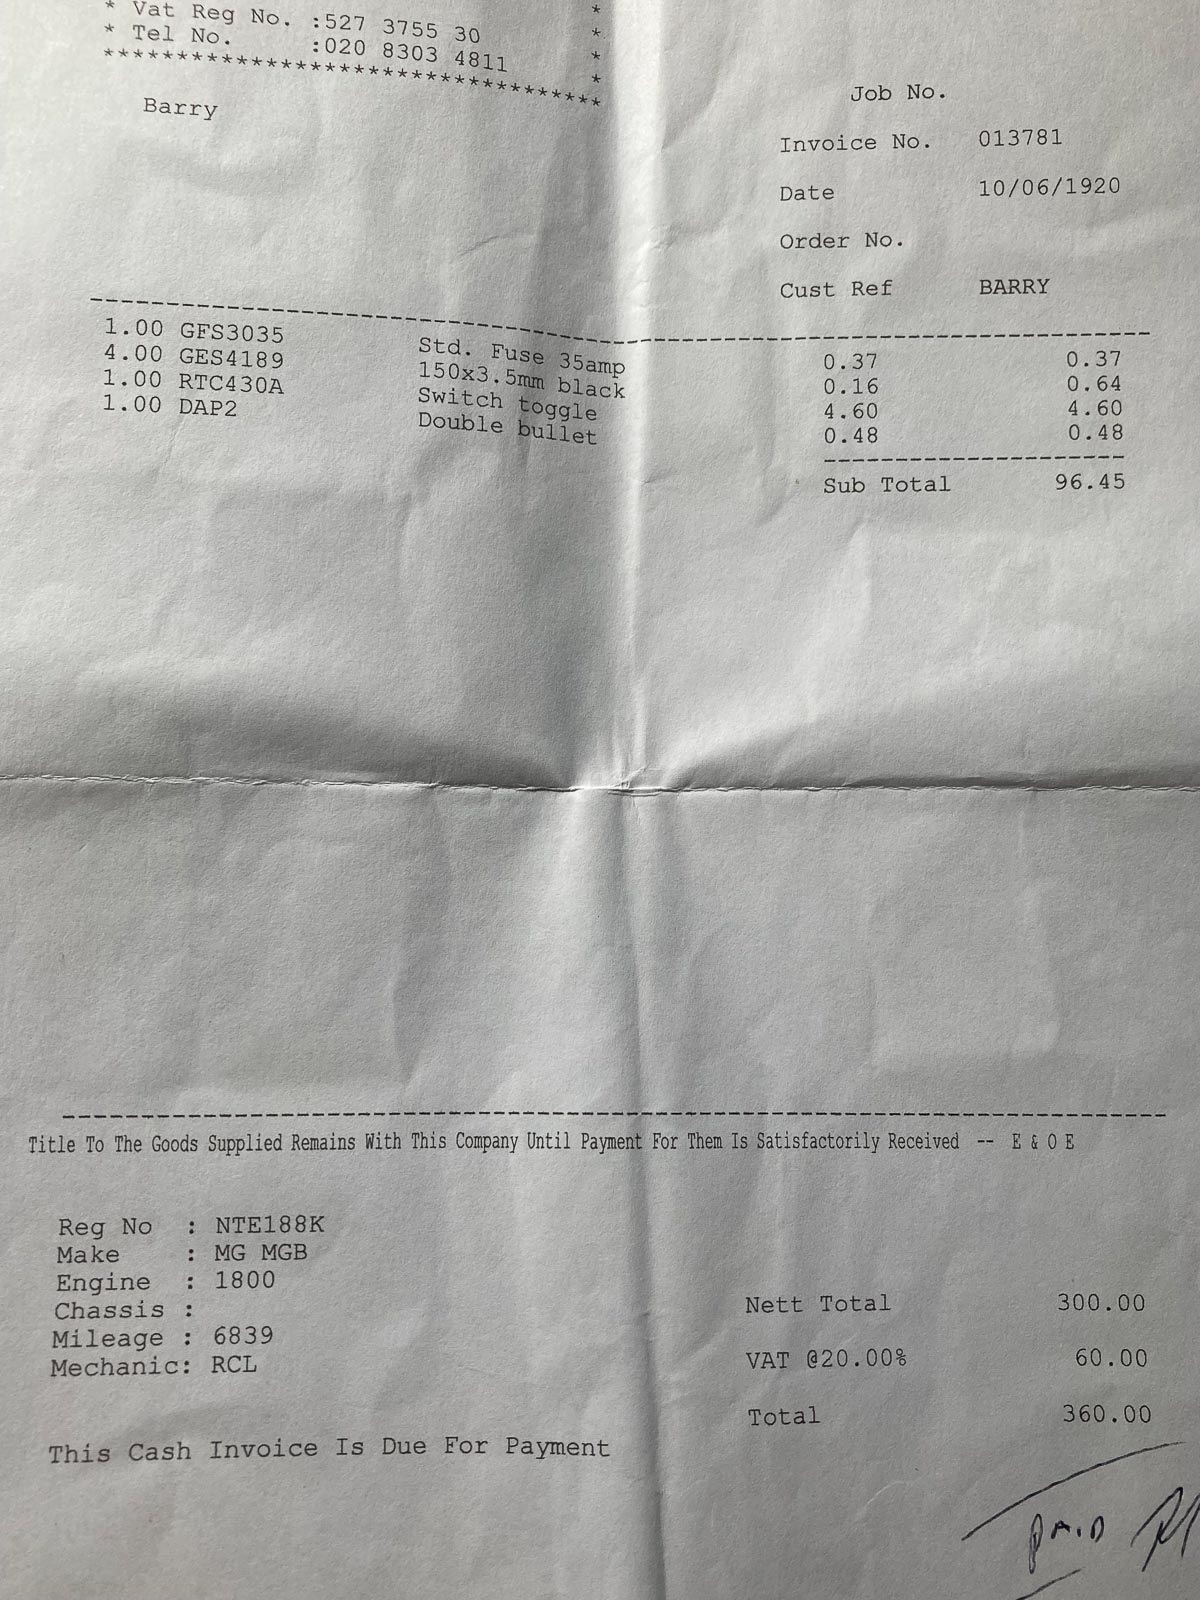 * Vat Reg No. :527 3755 30 *
* Tel No. :020 8303 4811 *
*
*
**********************************
Barry
Job No.
Invoice No. 013781
Date 10/06/1920
Order No.
Cust Ref BARRY
1.00 GFS3035 Std. Fuse 35amp 0.37 0.37
4.00 GES4189 150x3.5mm black 0.16 0.64
1.00 RTC430A Switch toggle 4.60 4.60
1.00 DAP2 Double bullet 0.48 0.48
Sub Total 96.45
Title To The Goods Supplied Remains With This Company Until Payment For Them Is Satisfactorily Received -- E & O E
Reg No : NTE188K
Make : MG MGB
Engine : 1800
Chassis :
Mileage : 6839
Mechanic: RCL
Nett Total 300.00
VAT @20.00% 60.00
Total 360.00
This Cash Invoice Is Due For Payment
PAID